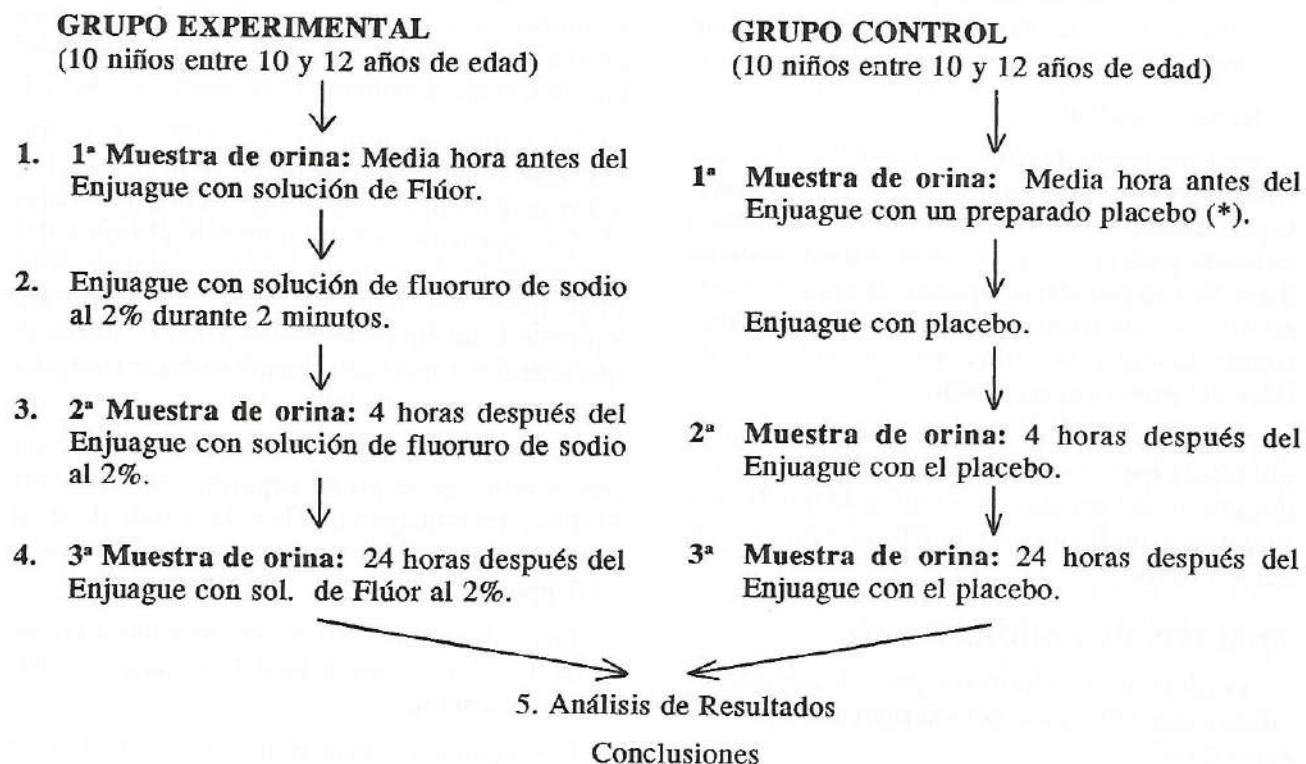 GRUPO EXPERIMENTAL
(10 niños entre 10 y 12 años de edad)
1. 1ª Muestra de orina: Media hora antes del
Enjuague con solución de Flúor.
2. Enjuague con solución de fluoruro de sodio
al 2% durante 2 minutos.
3. 2ª Muestra de orina: 4 horas después del
Enjuague con solución de fluoruro de sodio
al 2%.
4. 3ª Muestra de orina: 24 horas después del
Enjuague con sol. de Flúor al 2%.
GRUPO CONTROL
(10 niños entre 10 y 12 años de edad)
1ª Muestra de orina: Media hora antes del
Enjuague con un preparado placebo (*).
Enjuague con placebo.
2ª Muestra de orina: 4 horas después del
Enjuague con el placebo.
3ª Muestra de orina: 24 horas después del
Enjuague con el placebo.
5. Análisis de Resultados
Conclusiones